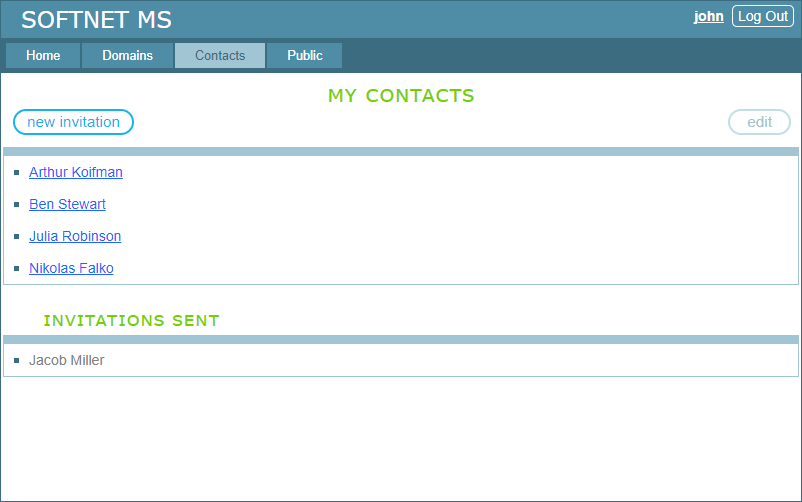 SOFTNET MS
john Log Out
Home Domains Contacts Public
MY CONTACTS
new invitation edit
Arthur Koifman
Ben Stewart
Julia Robinson
Nikolas Falko
INVITATIONS SENT
Jacob Miller